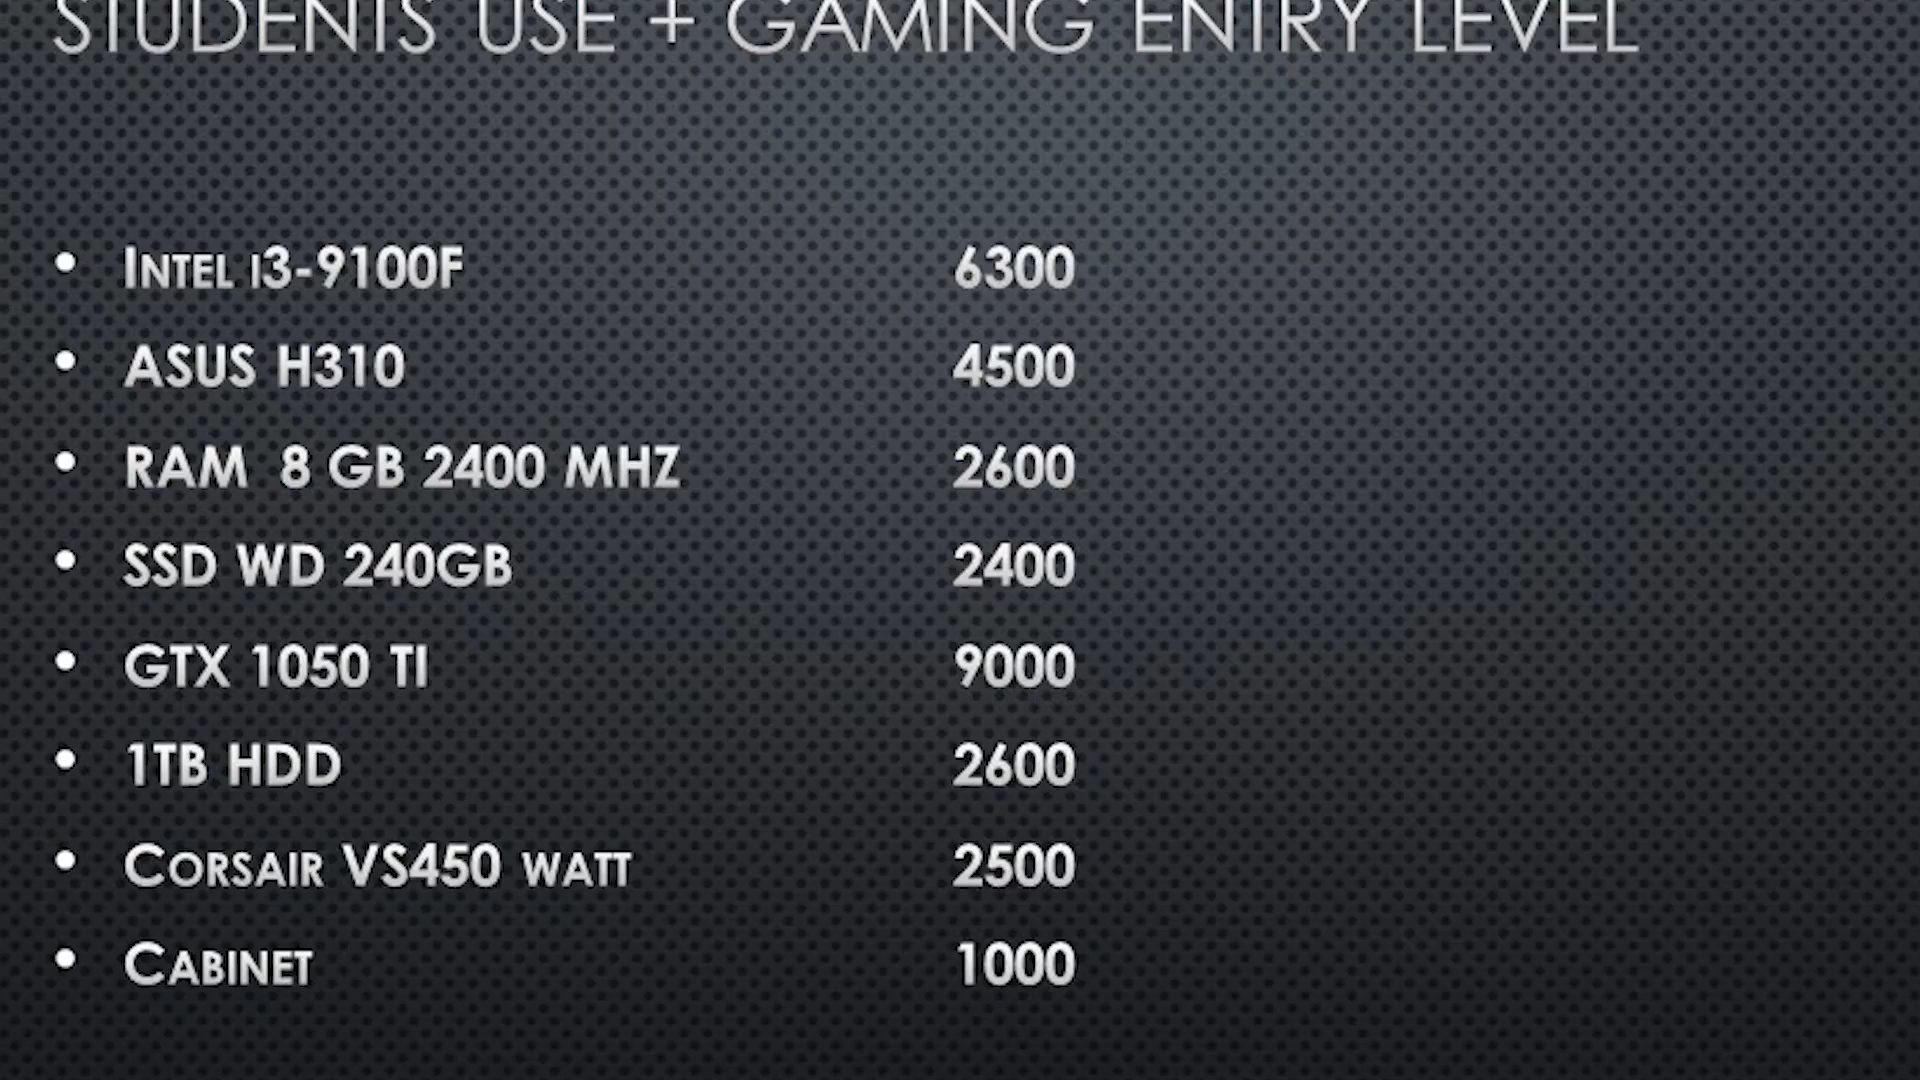 STUDENTS USE + GAMING ENTRY LEVEL
• INTEL I3-9100F 6300
• ASUS H310 4500
• RAM 8 GB 2400 MHZ 2600
• SSD WD 240GB 2400
• GTX 1050 TI 9000
• 1TB HDD 2600
• CORSAIR VS450 WATT 2500
• CABINET 1000